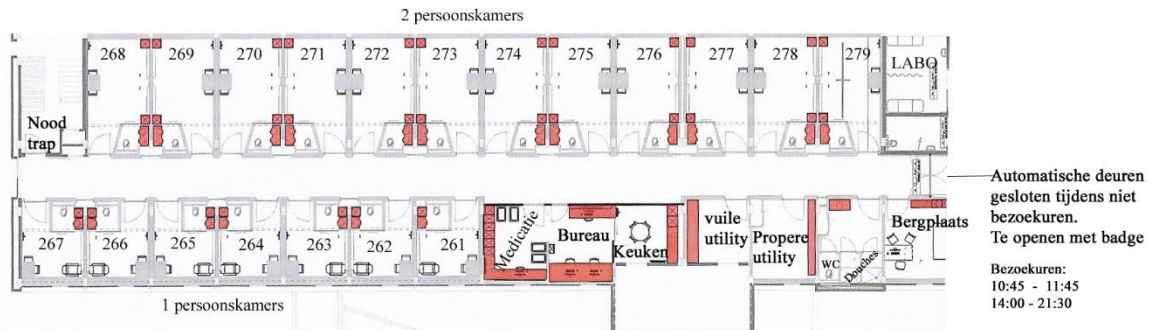 2 persoonskamers
268 269 270 271 272 273 274 275 276 277 278 279
LABO
Nood
trap
Automatische deuren
gesloten tijdens niet
bezoekuren.
Te openen met badge
Bezoekuren:
10:45 - 11:45
14:00 - 21:30
267 266 265 264 263 262 261
Medicatie
Bureau
Keuken
vuile
utility
Propere
utility
WC
Douches
Bergplaats
1 persoonskamers